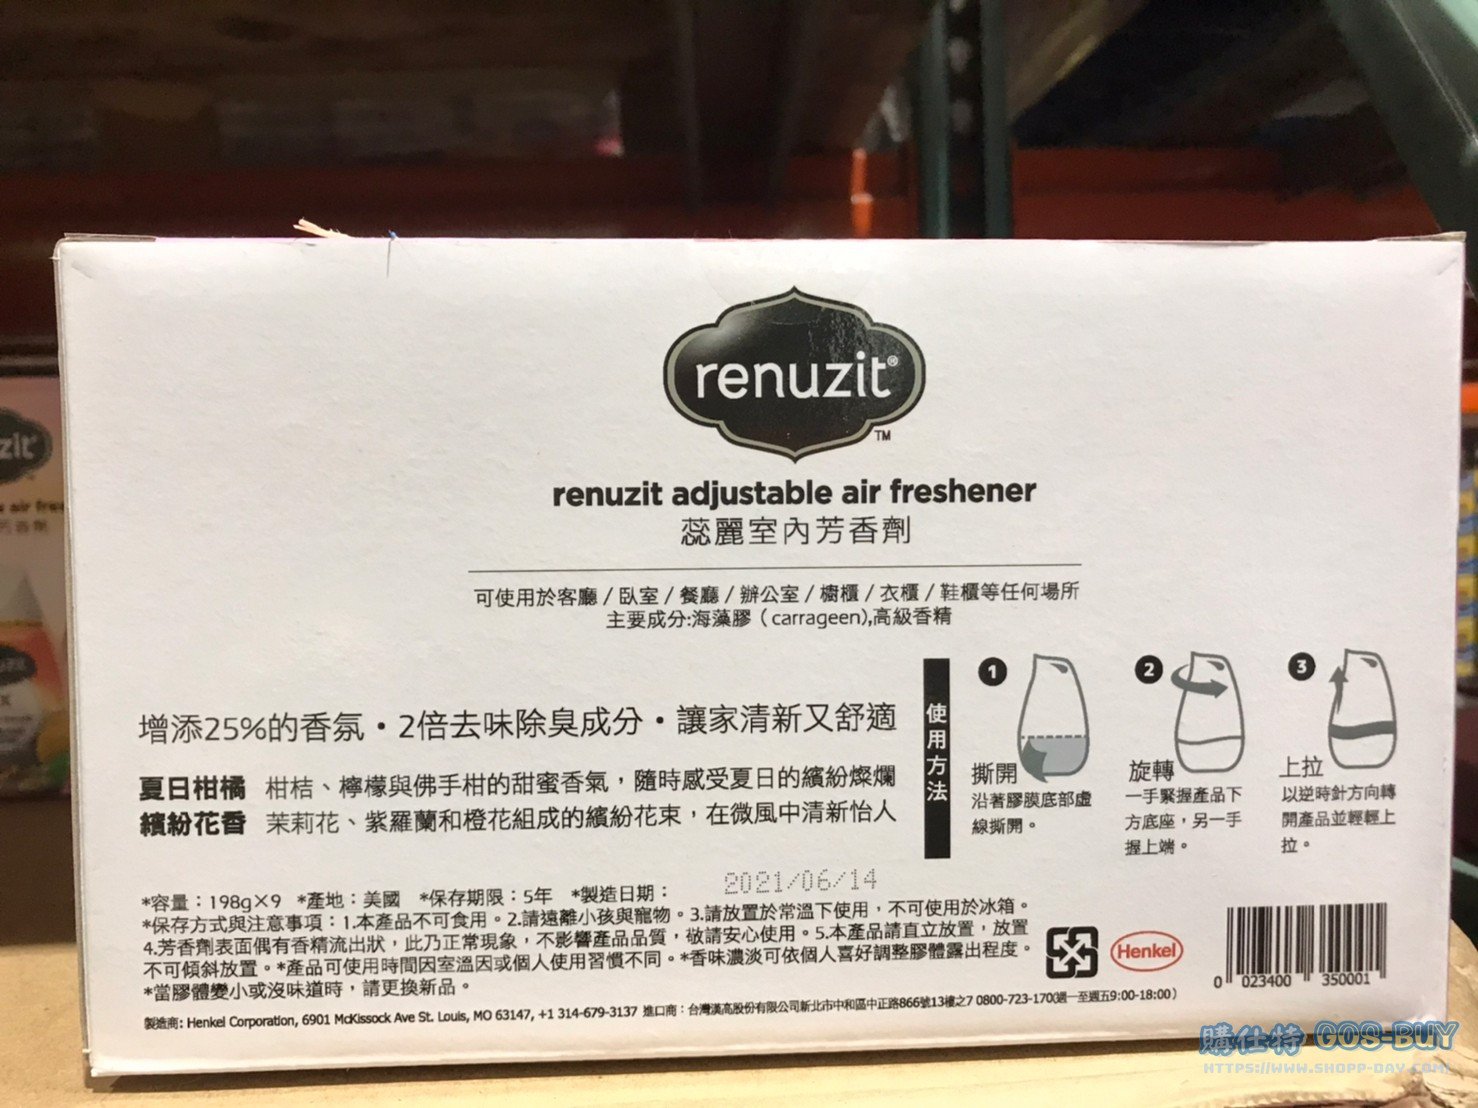 renuzit®
TM
renuzit adjustable air freshener
蕊麗室內芳香劑
可使用於客廳/臥室/餐廳/辦公室/櫥櫃/衣櫃/鞋櫃等任何場所
主要成分:海藻膠(carrageen),高級香精
增添25%的香氛•2倍去味除臭成分•讓家清新又舒適
夏日柑橘 柑桔、檸檬與佛手柑的甜蜜香氣,隨時感受夏日的繽紛燦爛
繽紛花香 茉莉花、紫羅蘭和橙花組成的繽紛花束,在微風中清新怡人
使用方法
1
撕開
沿著膠膜底部虛
線撕開。
2
旋轉
一手緊握產品下
方底座,另一手
握上端。
3
上拉
以逆時針方向轉
開產品並輕輕上
拉。
*容量:198g×9 *產地:美國 *保存期限:5年 *製造日期: 2021/06/14
*保存方式與注意事項:1.本產品不可食用。2.請遠離小孩與寵物。3.請放置於常溫下使用,不可使用於冰箱。
4.芳香劑表面偶有香精流出狀,此乃正常現象,不影響產品品質,敬請安心使用。5.本產品請直立放置,放置
不可傾斜放置。*產品可使用時間因室溫因或個人使用習慣不同。*香味濃淡可依個人喜好調整膠體露出程度。
*當膠體變小或沒味道時,請更換新品。
Henkel
0 023400 350001
製造商: Henkel Corporation, 6901 McKissock Ave St. Louis, MO 63147, +1 314-679-3137 進口商:台灣漢高股份有限公司新北市中和區中正路866號13樓之7 0800-723-170(週一至週五9:00-18:00)
購仕特 GOS-BUY
HTTPS://WWW.SHOPP-DAY.COM/